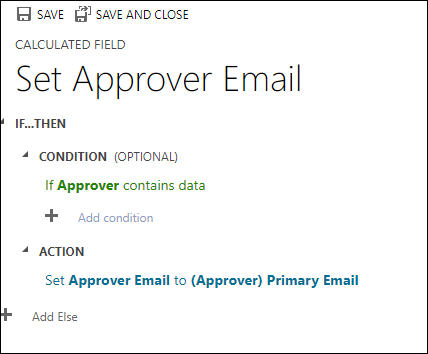 SAVE SAVE AND CLOSE
CALCULATED FIELD
Set Approver Email
IF...THEN
CONDITION (OPTIONAL)
If Approver contains data
Add condition
ACTION
Set Approver Email to (Approver) Primary Email
Add Else